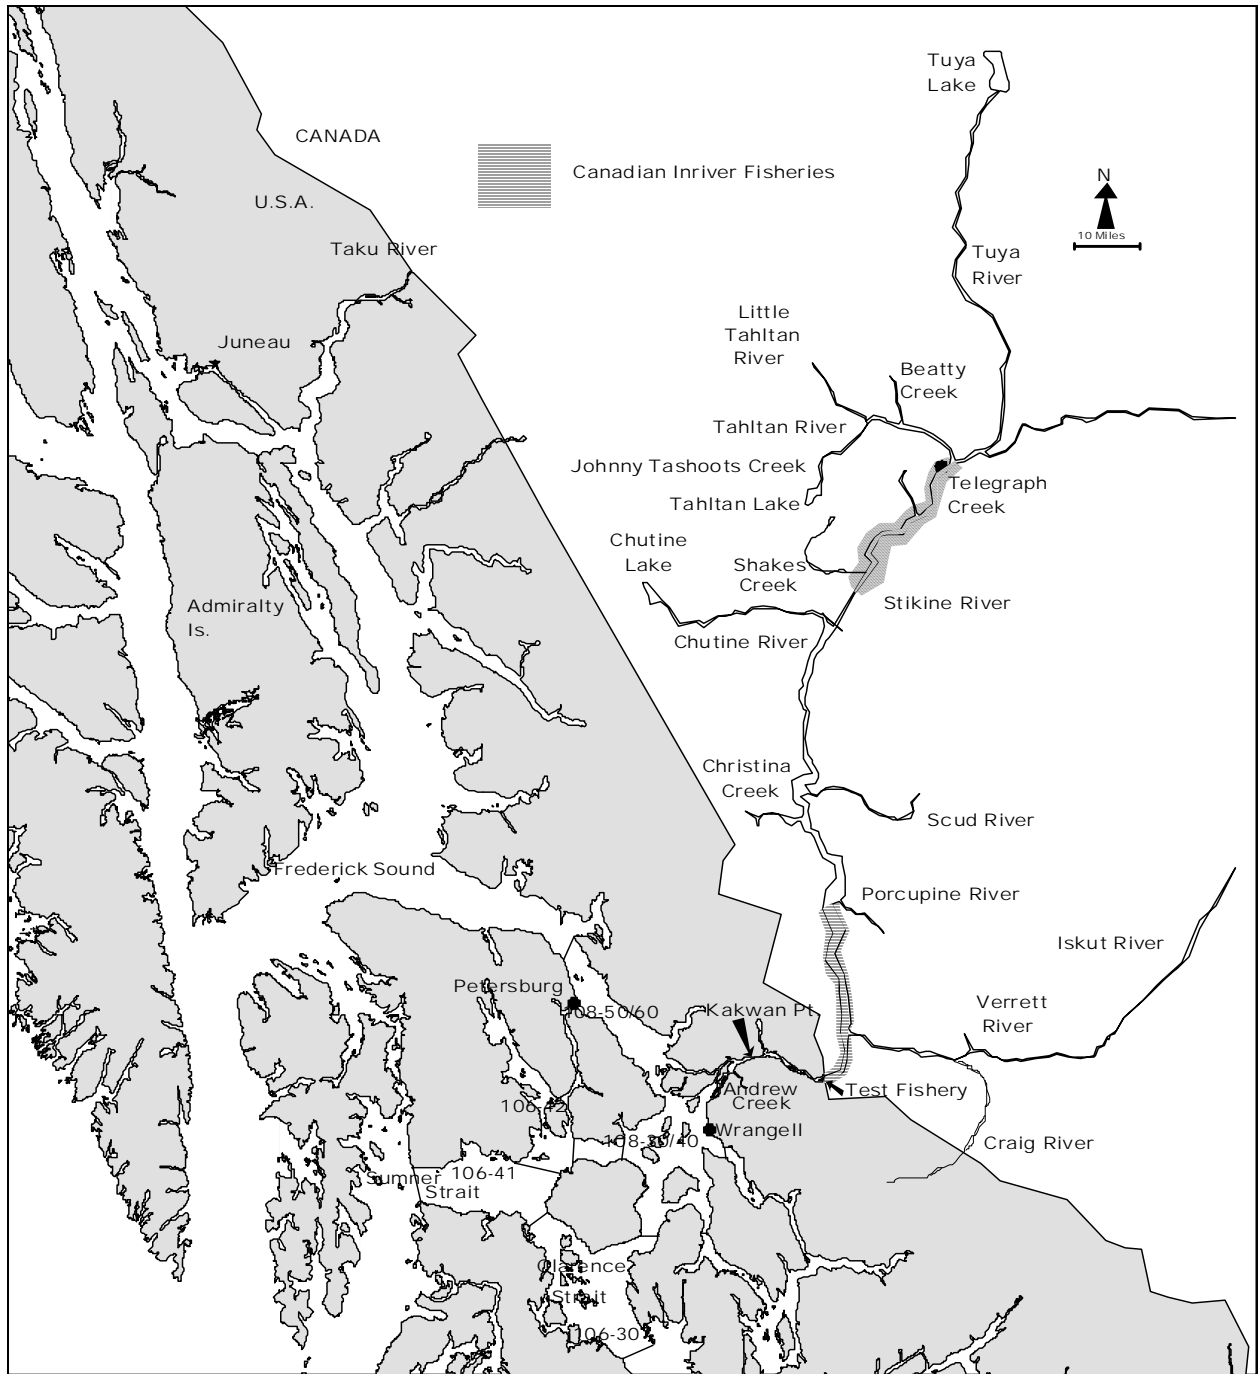 Tuya
Lake
CANADA
Canadian Inriver Fisheries
N
U.S.A.
10 Miles
Taku River
Tuya
River
Little
Tahltan
River
Juneau
Beatty
Creek
Tahltan River
Johnny Tashoots Creek
Telegraph
Creek
Tahltan Lake
Chutine
Lake
Shakes
Creek
Admiralty
Is.
Stikine River
Chutine River
Christina
Creek
Scud River
Frederick Sound
Porcupine River
Iskut River
Petersburg
108-50/60
Kakwan Pt.
Verrett
River
Andrew
Creek
Test Fishery
106-42
Wrangell
108-30/40
Craig River
Sumner
Strait
106-41
Clarence
Strait
106-30